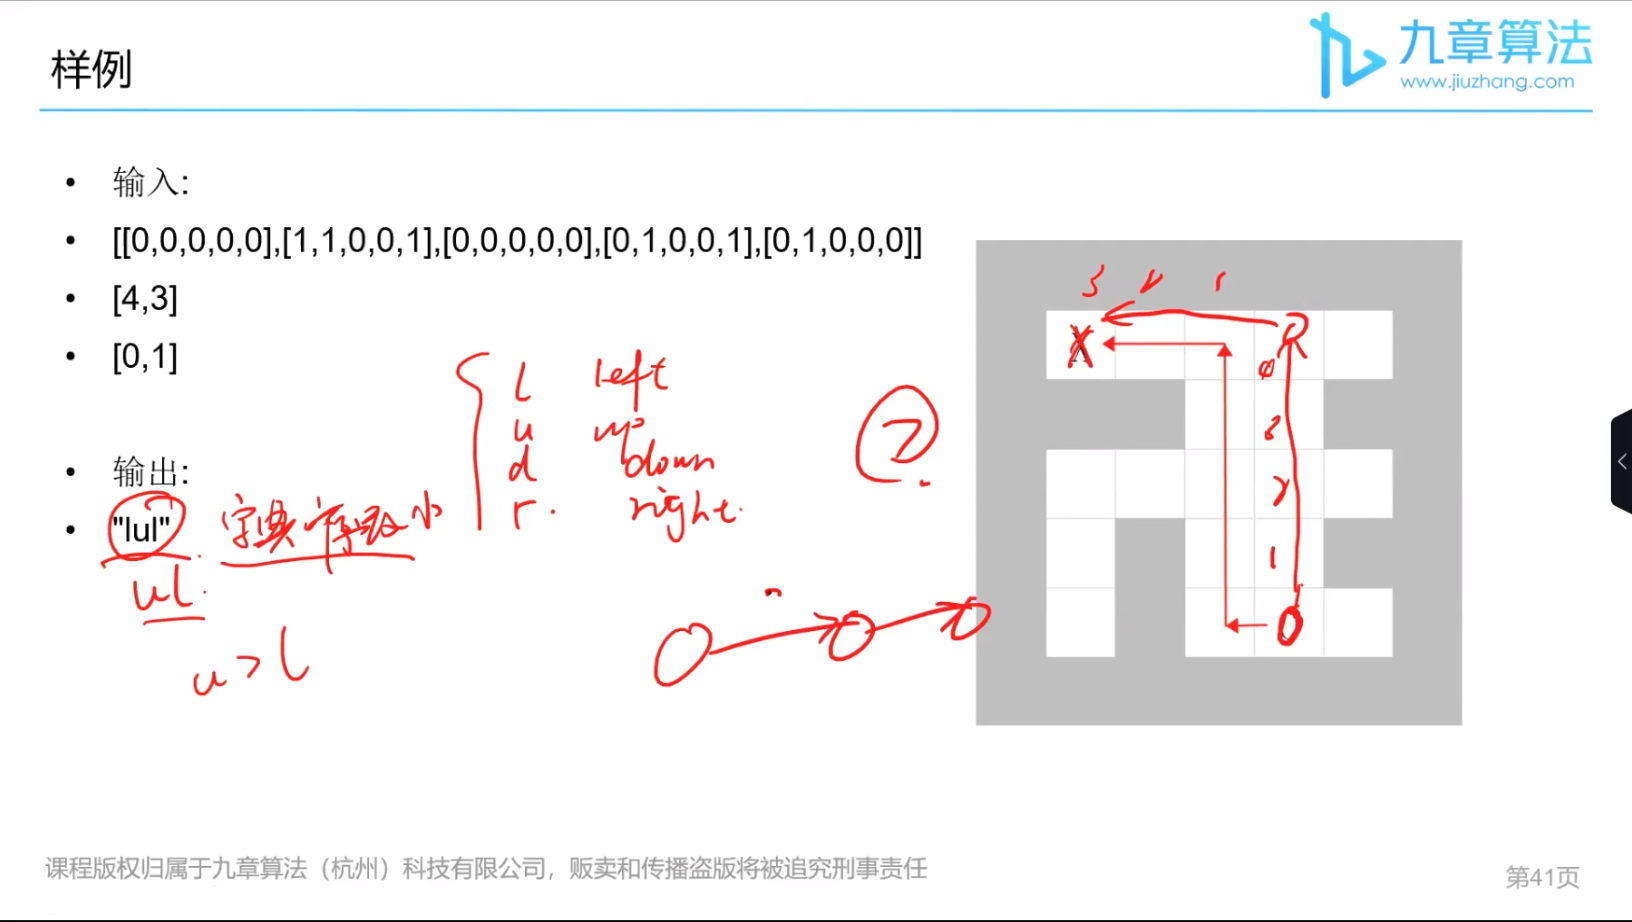 样例
九章算法
www.jiuzhang.com
• 输入:
• [[0,0,0,0,0],[1,1,0,0,1],[0,0,0,0,0],[0,1,0,0,1],[0,1,0,0,0]]
• [4,3]
• [0,1]
l left
u up
d down
r. right.
• 输出:
• "lul" 字典序最小
ul.
u > l
3 2 1
4
3
2
1
课程版权归属于九章算法（杭州）科技有限公司，贩卖和传播盗版将被追究刑事责任
第41页